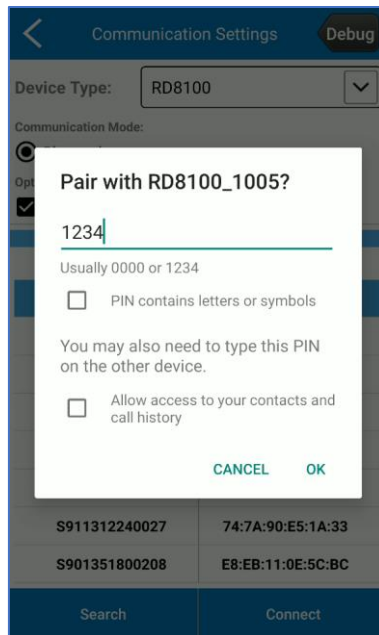 Communication Settings
Debug
Device Type:
RD8100
Communication Mode:
Pair with RD8100_1005?
1234
Usually 0000 or 1234
PIN contains letters or symbols
You may also need to type this PIN
on the other device.
Allow access to your contacts and
call history
CANCEL
OK
S911312240027
74:7A:90:E5:1A:33
S901351800208
E8:EB:11:0E:5C:BC
Search
Connect